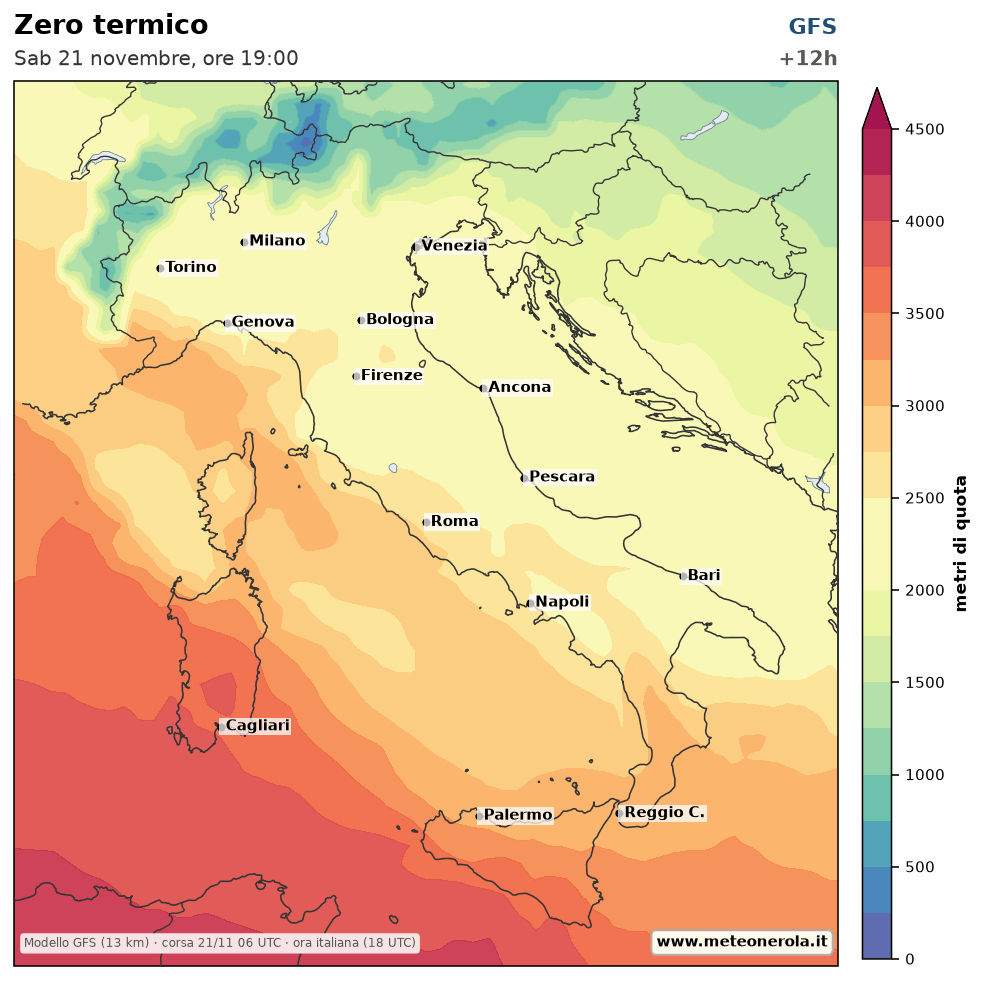 Zero termico
GFS
Sab 21 novembre, ore 19:00
+12h
Milano
Venezia
Torino
Genova
Bologna
Firenze
Ancona
Pescara
Roma
Bari
Napoli
Cagliari
Palermo
Reggio C.
4500
4000
3500
3000
2500
2000
1500
1000
500
0
metri di quota
Modello GFS (13 km) · corsa 21/11 06 UTC · ora italiana (18 UTC)
www.meteonerola.it